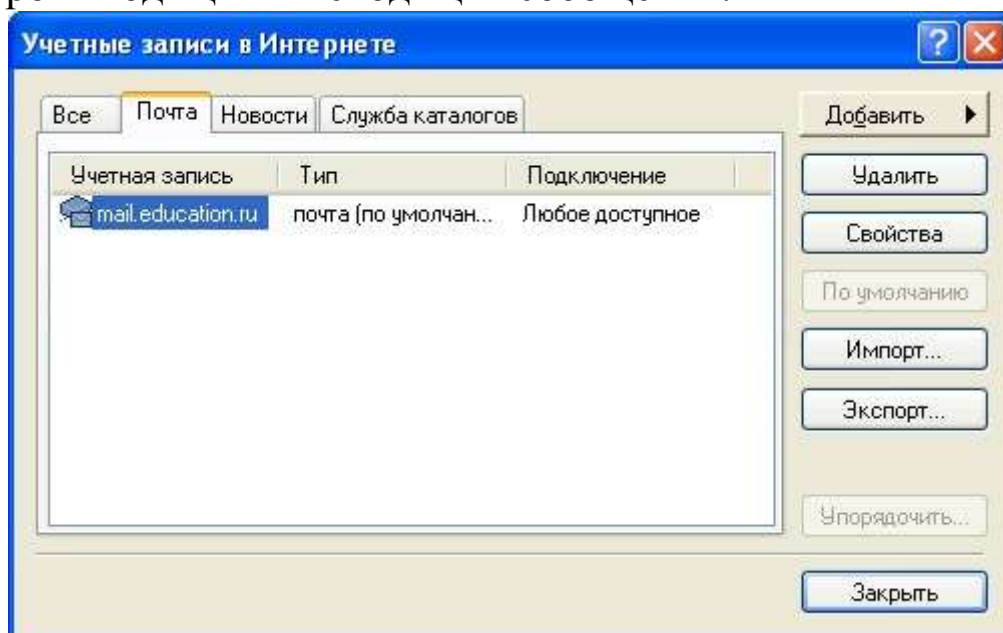 Учетные записи в Интернете
Все Почта Новости Служба каталогов
Добавить
Учетная запись Тип Подключение
Удалить
mail.education.ru почта (по умолчан... Любое доступное
Свойства
По умолчанию
Импорт...
Экспорт...
Упорядочить...
Закрыть